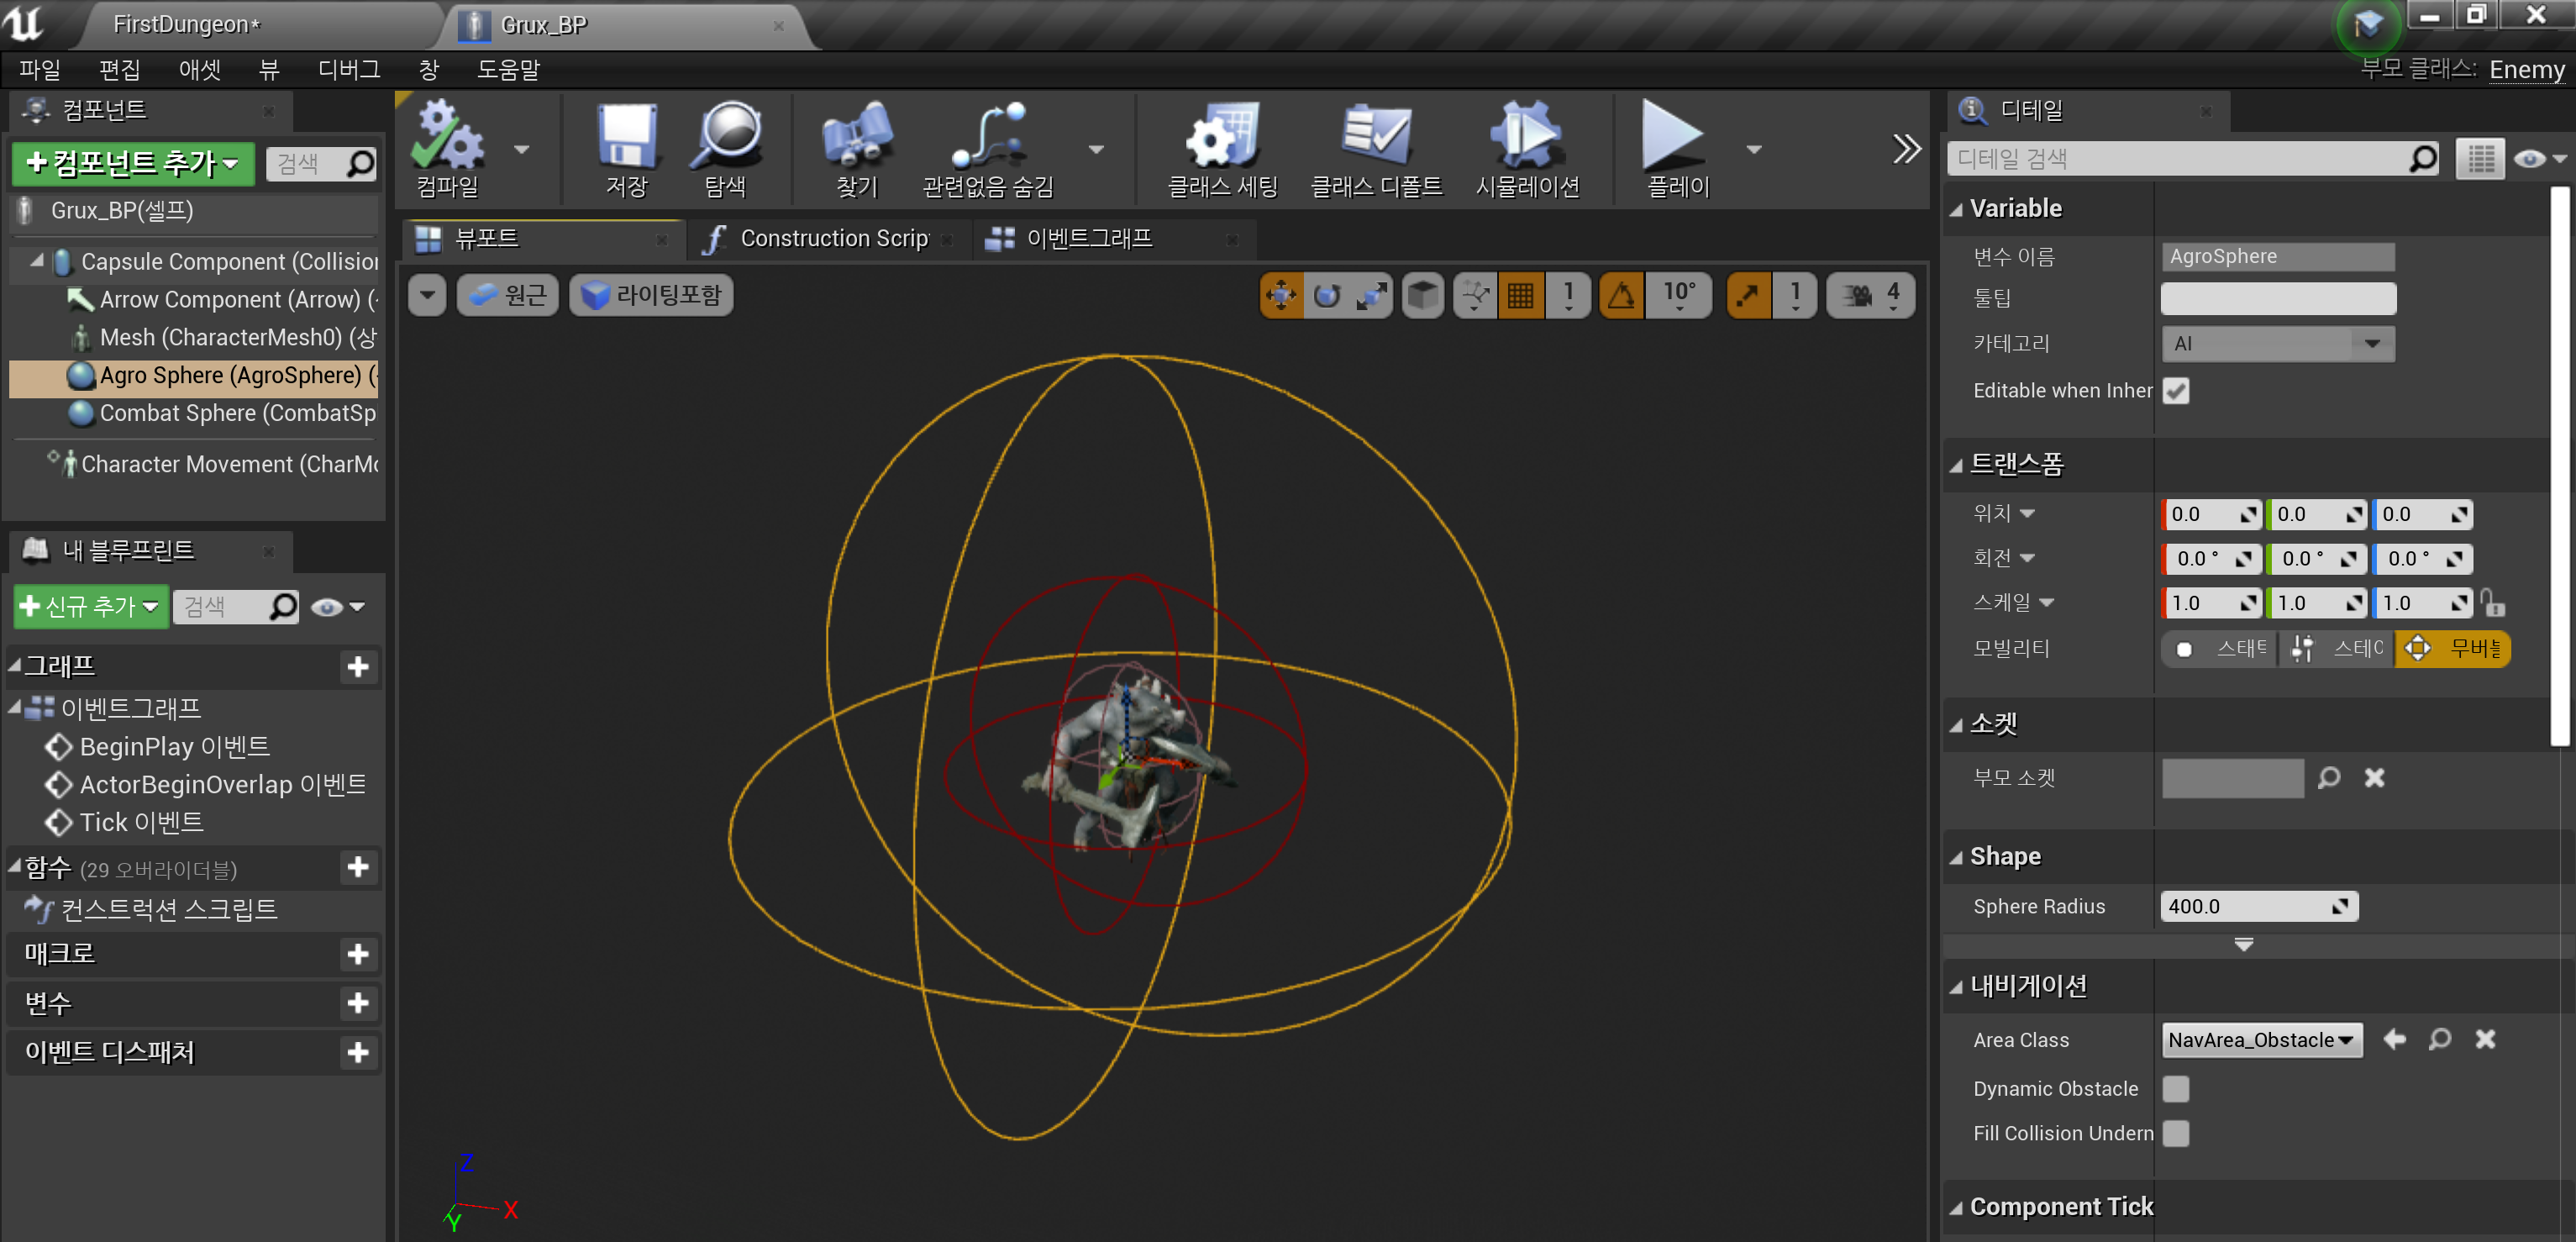 FirstDungeon*
Grux_BP
파일 편집 애셋 뷰 디버그 창 도움말
부모 클래스: Enemy
컴포넌트
+컴포넌트 추가
검색
Grux_BP(셀프)
Capsule Component (Collision
Arrow Component (Arrow) (
Mesh (CharacterMesh0) (상
Agro Sphere (AgroSphere) (
Combat Sphere (CombatSp
Character Movement (CharMo
내 블루프린트
+신규 추가
검색
그래프
이벤트그래프
BeginPlay 이벤트
ActorBeginOverlap 이벤트
Tick 이벤트
함수 (29 오버라이더블)
컨스트럭션 스크립트
매크로
변수
이벤트 디스패처
컴파일
저장
탐색
찾기
관련없음 숨김
클래스 세팅
클래스 디폴트
시뮬레이션
플레이
뷰포트
Construction Scrip
이벤트그래프
원근
라이팅포함
1
10°
1
4
Z
X
Y
디테일
디테일 검색
Variable
변수 이름 AgroSphere
툴팁
카테고리 AI
Editable when Inher
트랜스폼
위치 0.0 0.0 0.0
회전 0.0 ° 0.0 ° 0.0 °
스케일 1.0 1.0 1.0
모빌리티 스태틱 스테이 무버블
소켓
부모 소켓
Shape
Sphere Radius 400.0
내비게이션
Area Class NavArea_Obstacle
Dynamic Obstacle
Fill Collision Undern
Component Tick